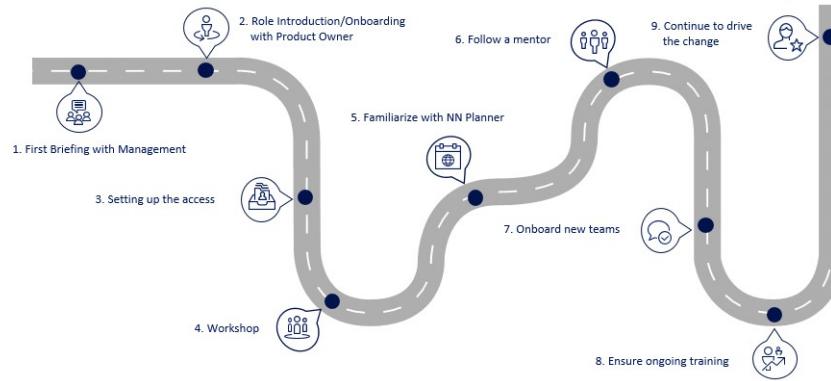 1. First Briefing with Management
2. Role Introduction/Onboarding
with Product Owner
3. Setting up the access
4. Workshop
5. Familiarize with NN Planner
6. Follow a mentor
7. Onboard new teams
8. Ensure ongoing training
9. Continue to drive
the change